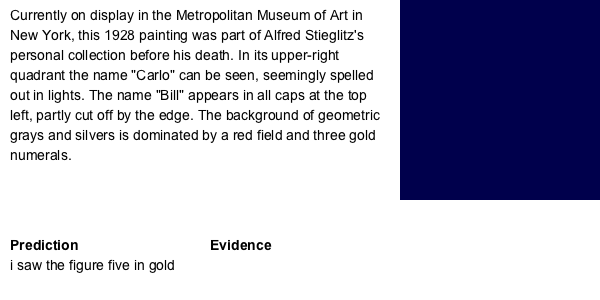 Currently on display in the Metropolitan Museum of Art in
New York, this 1928 painting was part of Alfred Stieglitz's
personal collection before his death. In its upper-right
quadrant the name "Carlo" can be seen, seemingly spelled
out in lights. The name "Bill" appears in all caps at the top
left, partly cut off by the edge. The background of geometric
grays and silvers is dominated by a red field and three gold
numerals.
Prediction Evidence
i saw the figure five in gold